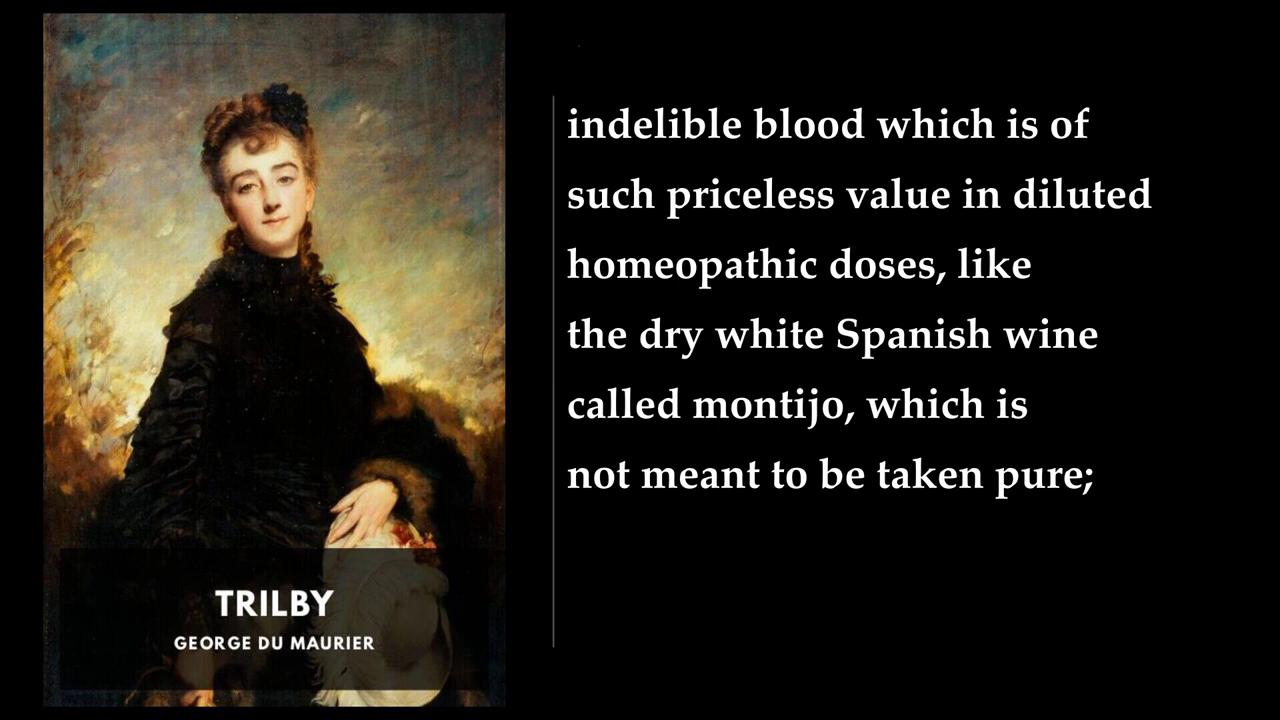 TRILBY
GEORGE DU MAURIER
indelible blood which is of
such priceless value in diluted
homeopathic doses, like
the dry white Spanish wine
called montijo, which is
not meant to be taken pure;